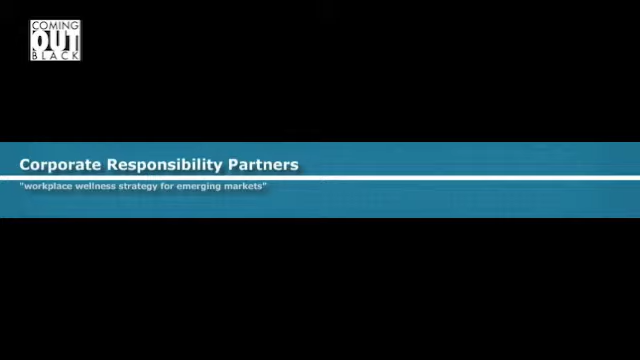 COMING
OUT
BLACK
Corporate Responsibility Partners
"workplace wellness strategy for emerging markets"